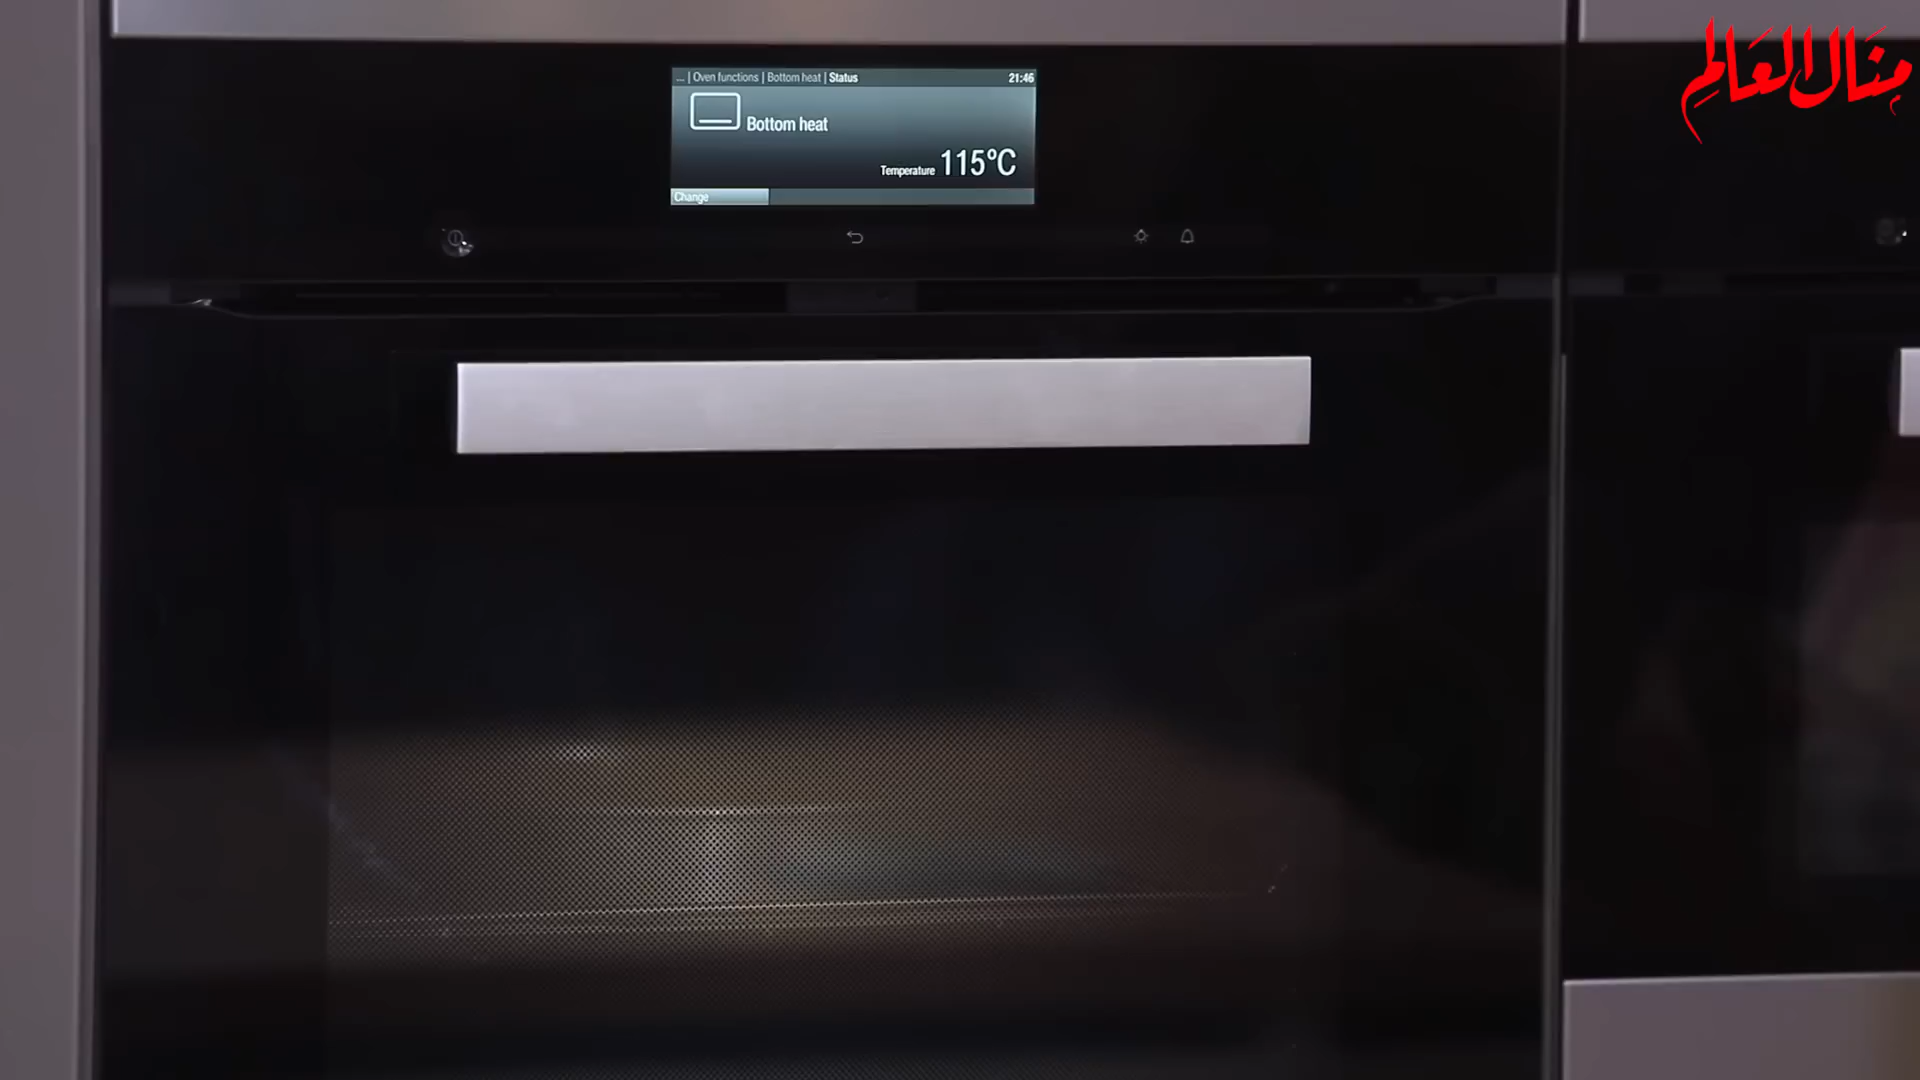 ... | Oven functions | Bottom heat | Status 21:46
Bottom heat
Temperature 115°C
Change
منال العالم